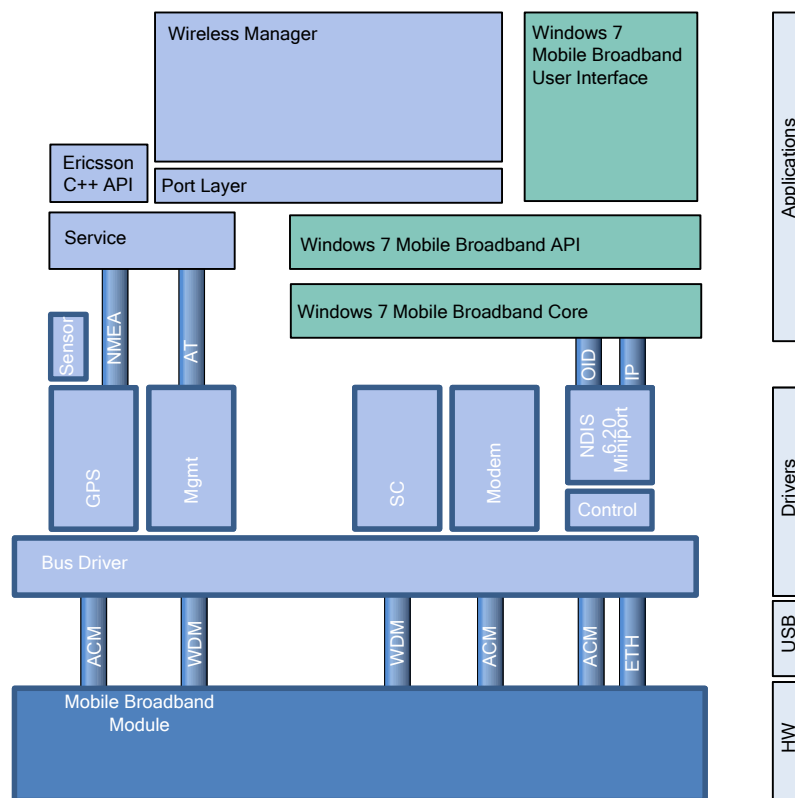 Wireless Manager
Windows 7
Mobile Broadband
User Interface
Ericsson
C++ API
Port Layer
Service
Windows 7 Mobile Broadband API
Windows 7 Mobile Broadband Core
Sensor
NMEA
AT
OID
IP
GPS
Mgmt
SC
Modem
NDIS
6.20
Miniport
Control
Bus Driver
ACM
WDM
WDM
ACM
ACM
ETH
Mobile Broadband
Module
Applications
Drivers
USB
HW